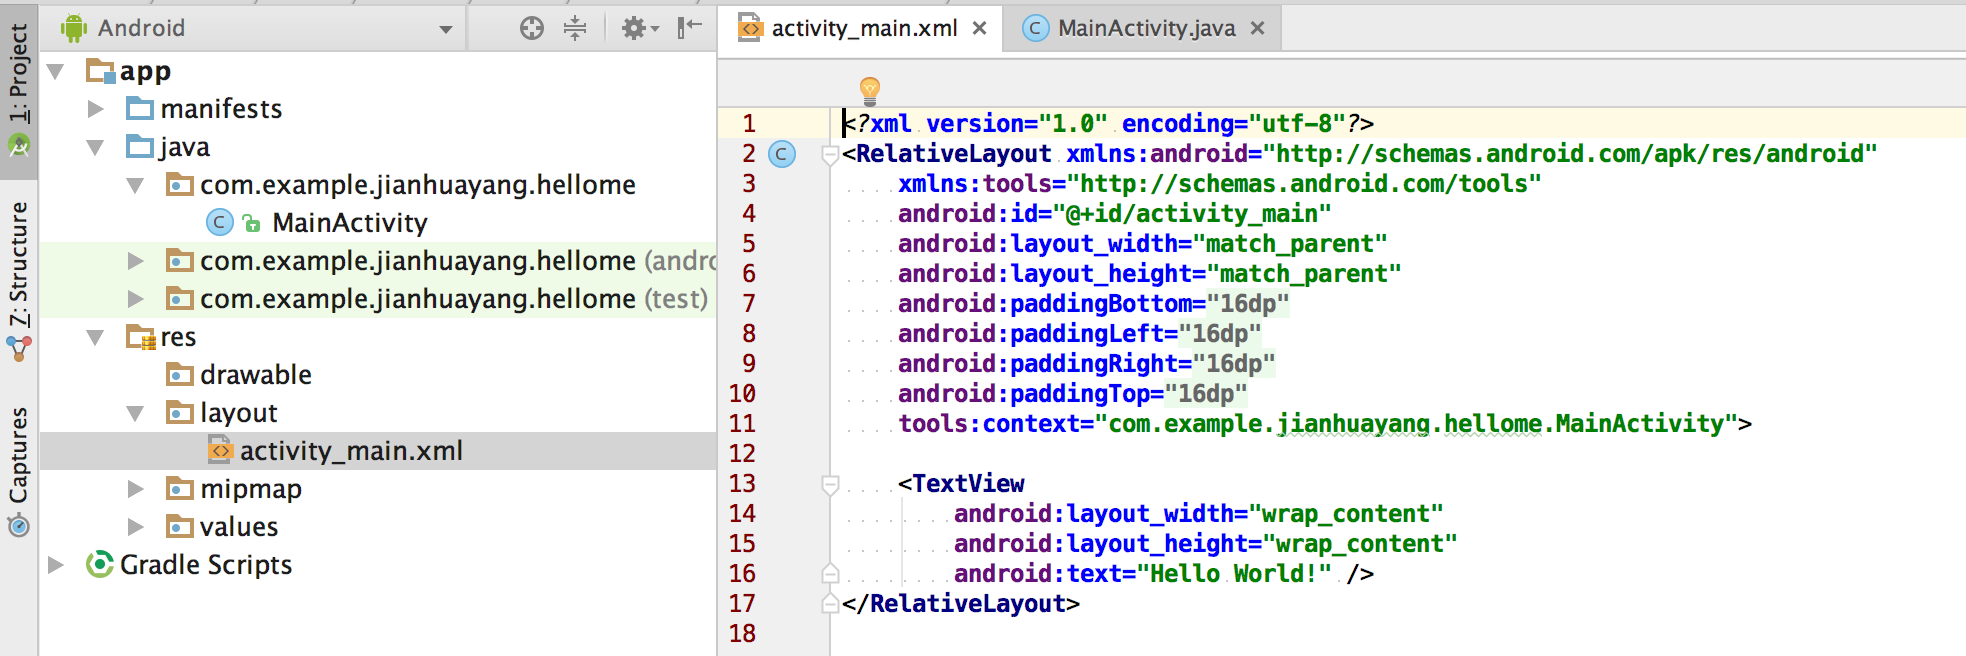 1: Project
Z: Structure
Captures
Android
app
manifests
java
com.example.jianhuayang.hellome
MainActivity
com.example.jianhuayang.hellome (andro
com.example.jianhuayang.hellome (test)
res
drawable
layout
activity_main.xml
mipmap
values
Gradle Scripts
activity_main.xml
MainActivity.java
1 <?xml version="1.0" encoding="utf-8"?>
2 <RelativeLayout xmlns:android="http://schemas.android.com/apk/res/android"
3 xmlns:tools="http://schemas.android.com/tools"
4 android:id="@+id/activity_main"
5 android:layout_width="match_parent"
6 android:layout_height="match_parent"
7 android:paddingBottom="16dp"
8 android:paddingLeft="16dp"
9 android:paddingRight="16dp"
10 android:paddingTop="16dp"
11 tools:context="com.example.jianhuayang.hellome.MainActivity">
12
13 <TextView
14 android:layout_width="wrap_content"
15 android:layout_height="wrap_content"
16 android:text="Hello World!" />
17 </RelativeLayout>
18